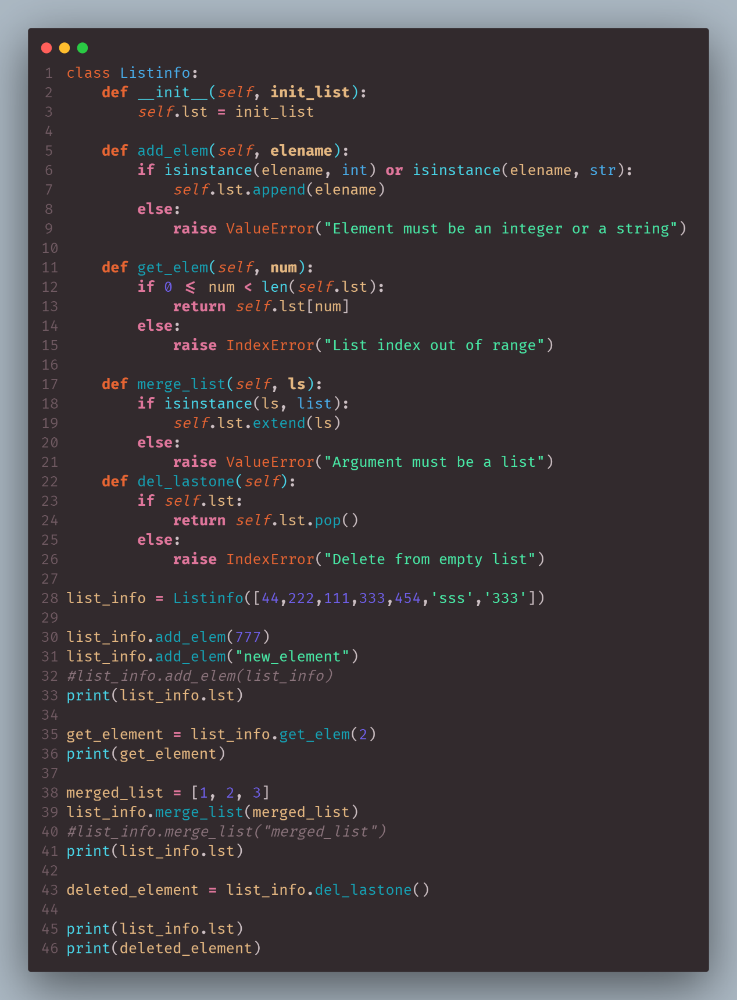 1 class Listinfo:
2     def __init__(self, init_list):
3         self.lst = init_list
4
5     def add_elem(self, elename):
6         if isinstance(elename, int) or isinstance(elename, str):
7             self.lst.append(elename)
8         else:
9             raise ValueError("Element must be an integer or a string")
10
11     def get_elem(self, num):
12         if 0 <= num < len(self.lst):
13             return self.lst[num]
14         else:
15             raise IndexError("List index out of range")
16
17     def merge_list(self, ls):
18         if isinstance(ls, list):
19             self.lst.extend(ls)
20         else:
21             raise ValueError("Argument must be a list")
22     def del_lastone(self):
23         if self.lst:
24             return self.lst.pop()
25         else:
26             raise IndexError("Delete from empty list")
27
28 list_info = Listinfo([44,222,111,333,454,'sss','333'])
29
30 list_info.add_elem(777)
31 list_info.add_elem("new_element")
32 #list_info.add_elem(list_info)
33 print(list_info.lst)
34
35 get_element = list_info.get_elem(2)
36 print(get_element)
37
38 merged_list = [1, 2, 3]
39 list_info.merge_list(merged_list)
40 #list_info.merge_list("merged_list")
41 print(list_info.lst)
42
43 deleted_element = list_info.del_lastone()
44
45 print(list_info.lst)
46 print(deleted_element)